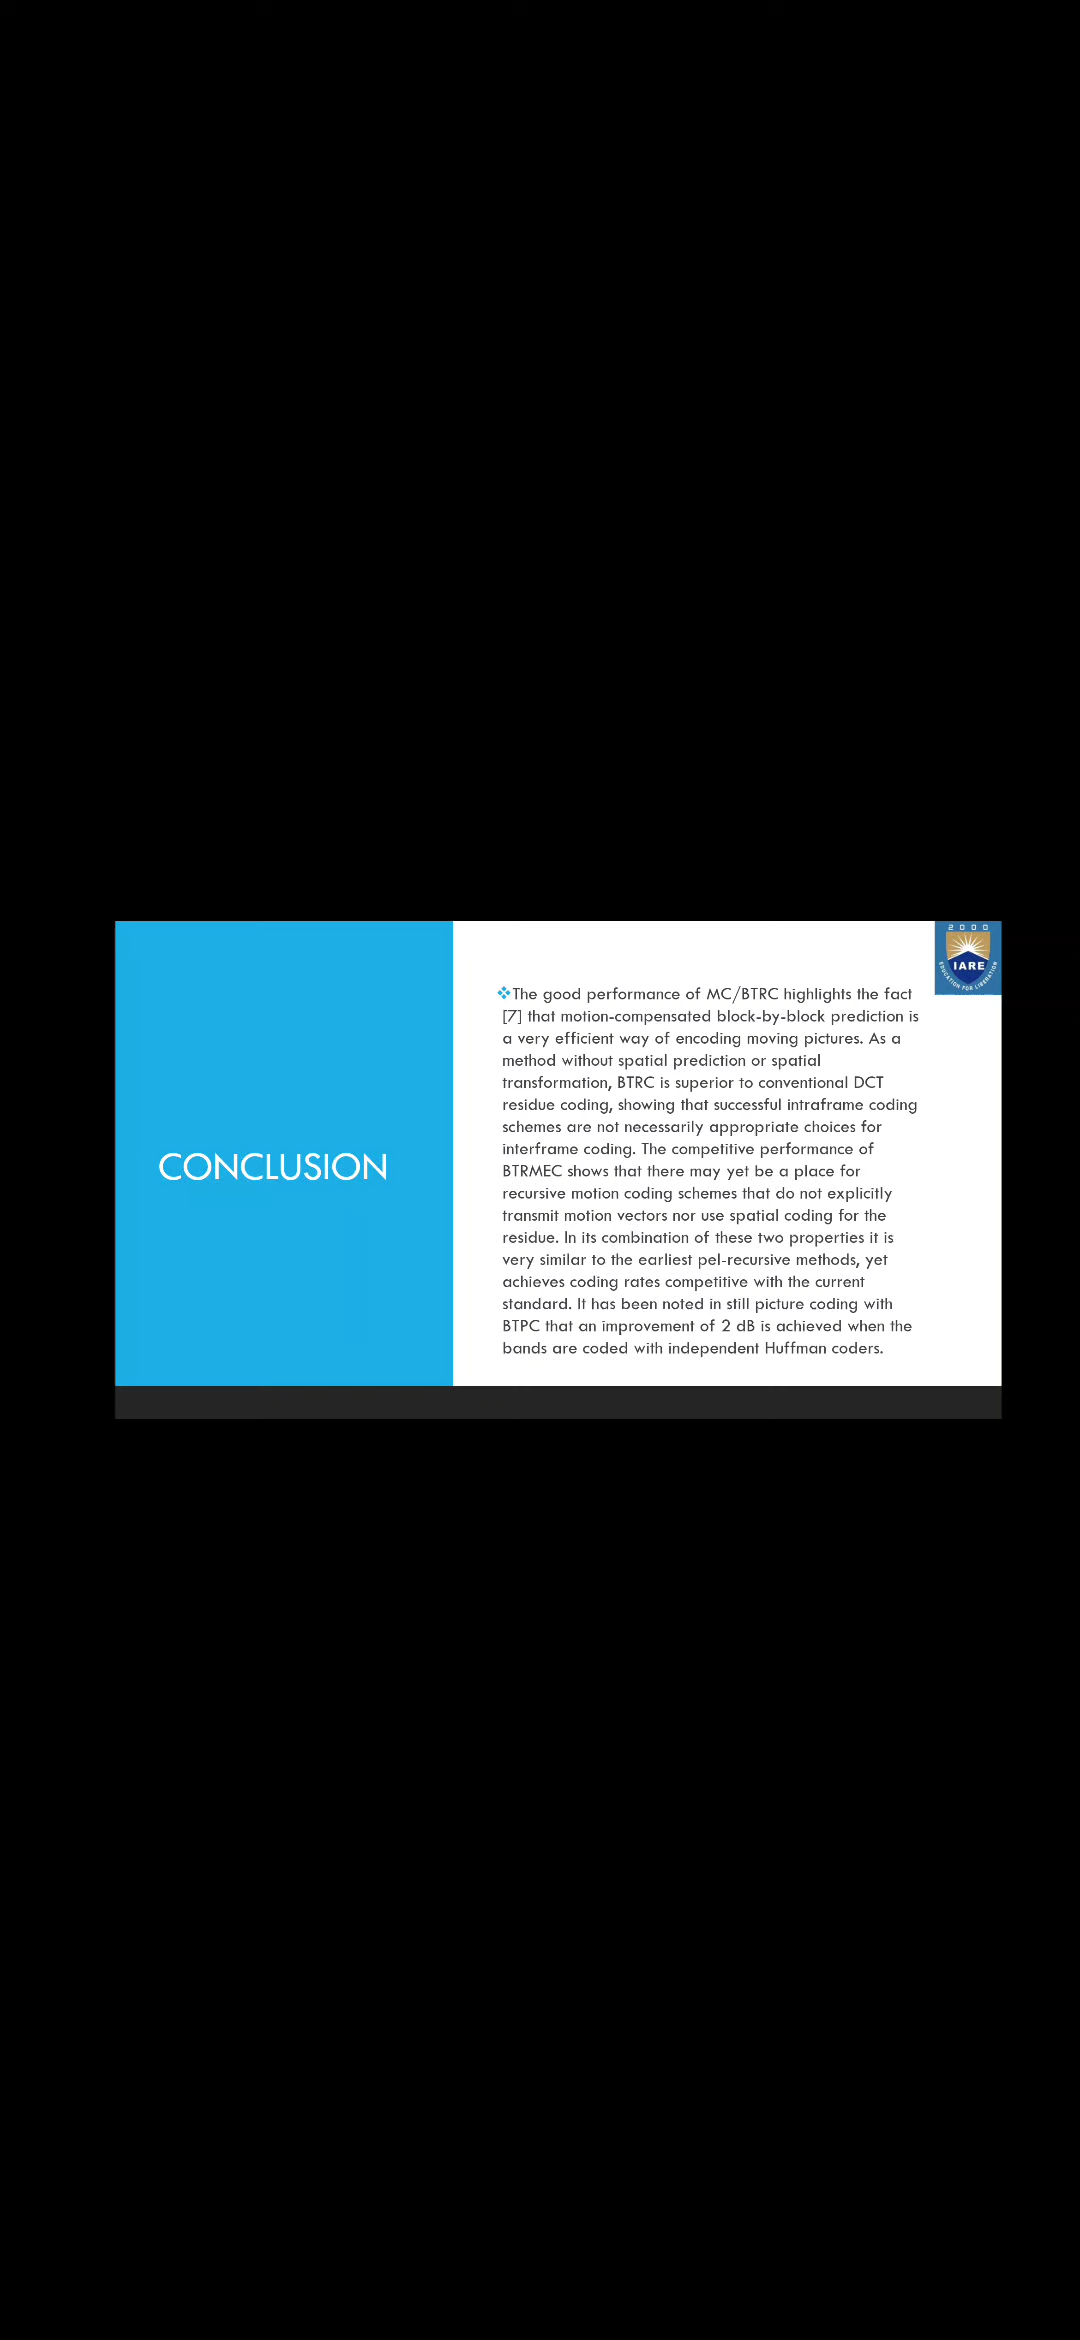 2000
IARE
EDUCATION FOR LIBERATION
CONCLUSION
❖The good performance of MC/BTRC highlights the fact
[7] that motion-compensated block-by-block prediction is
a very efficient way of encoding moving pictures. As a
method without spatial prediction or spatial
transformation, BTRC is superior to conventional DCT
residue coding, showing that successful intraframe coding
schemes are not necessarily appropriate choices for
interframe coding. The competitive performance of
BTRMEC shows that there may yet be a place for
recursive motion coding schemes that do not explicitly
transmit motion vectors nor use spatial coding for the
residue. In its combination of these two properties it is
very similar to the earliest pel-recursive methods, yet
achieves coding rates competitive with the current
standard. It has been noted in still picture coding with
BTPC that an improvement of 2 dB is achieved when the
bands are coded with independent Huffman coders.